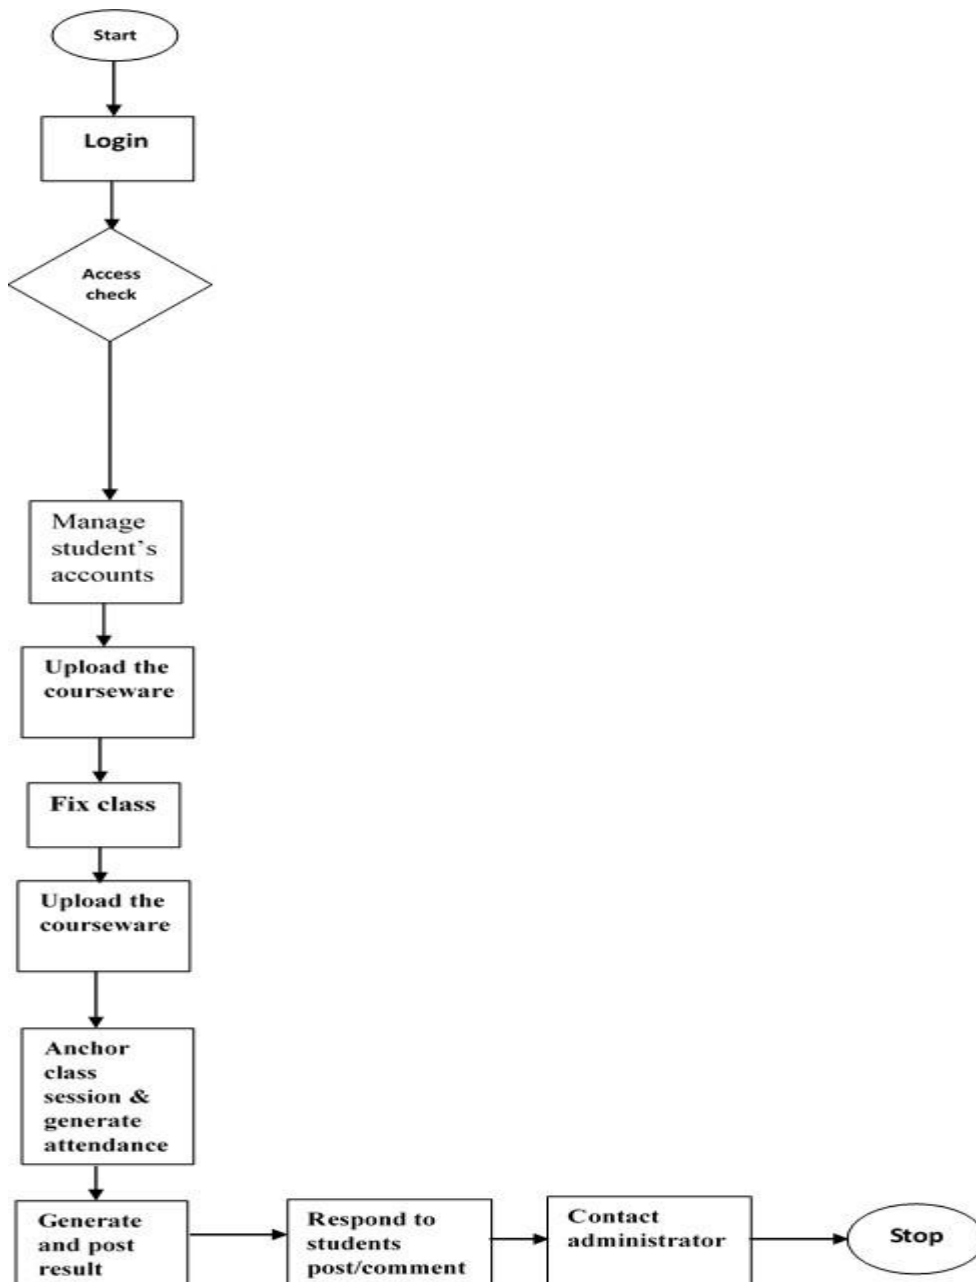 Start
Login
Access
check
Manage
student’s
accounts
Upload the
courseware
Fix class
Upload the
courseware
Anchor
class
session &
generate
attendance
Generate
and post
result
Respond to
students
post/comment
Contact
administrator
Stop